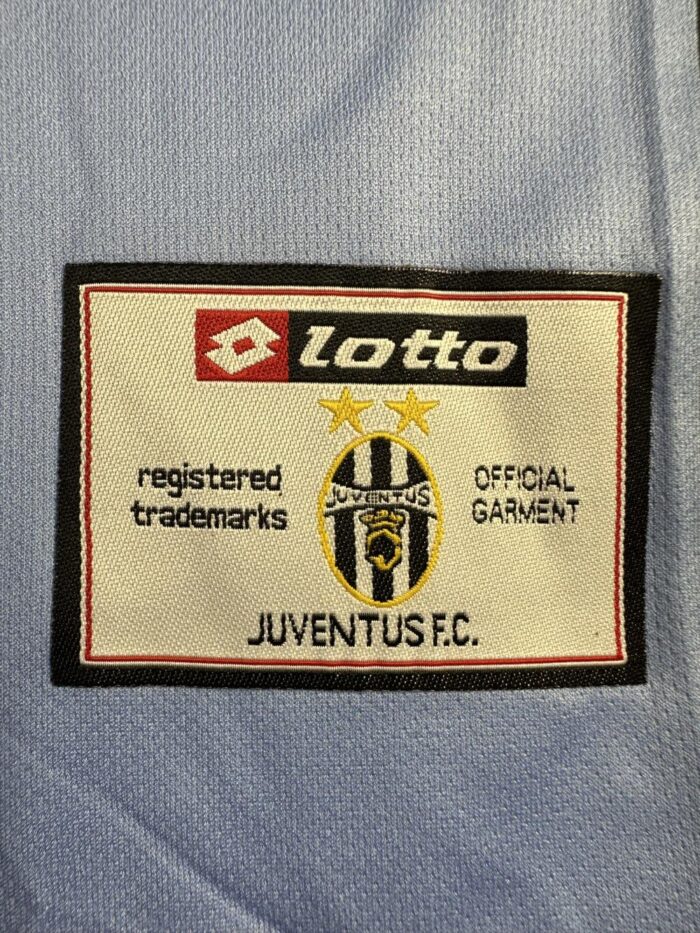 lotto
JUVENTUS
registered
trademarks
OFFICIAL
GARMENT
JUVENTUS F.C.